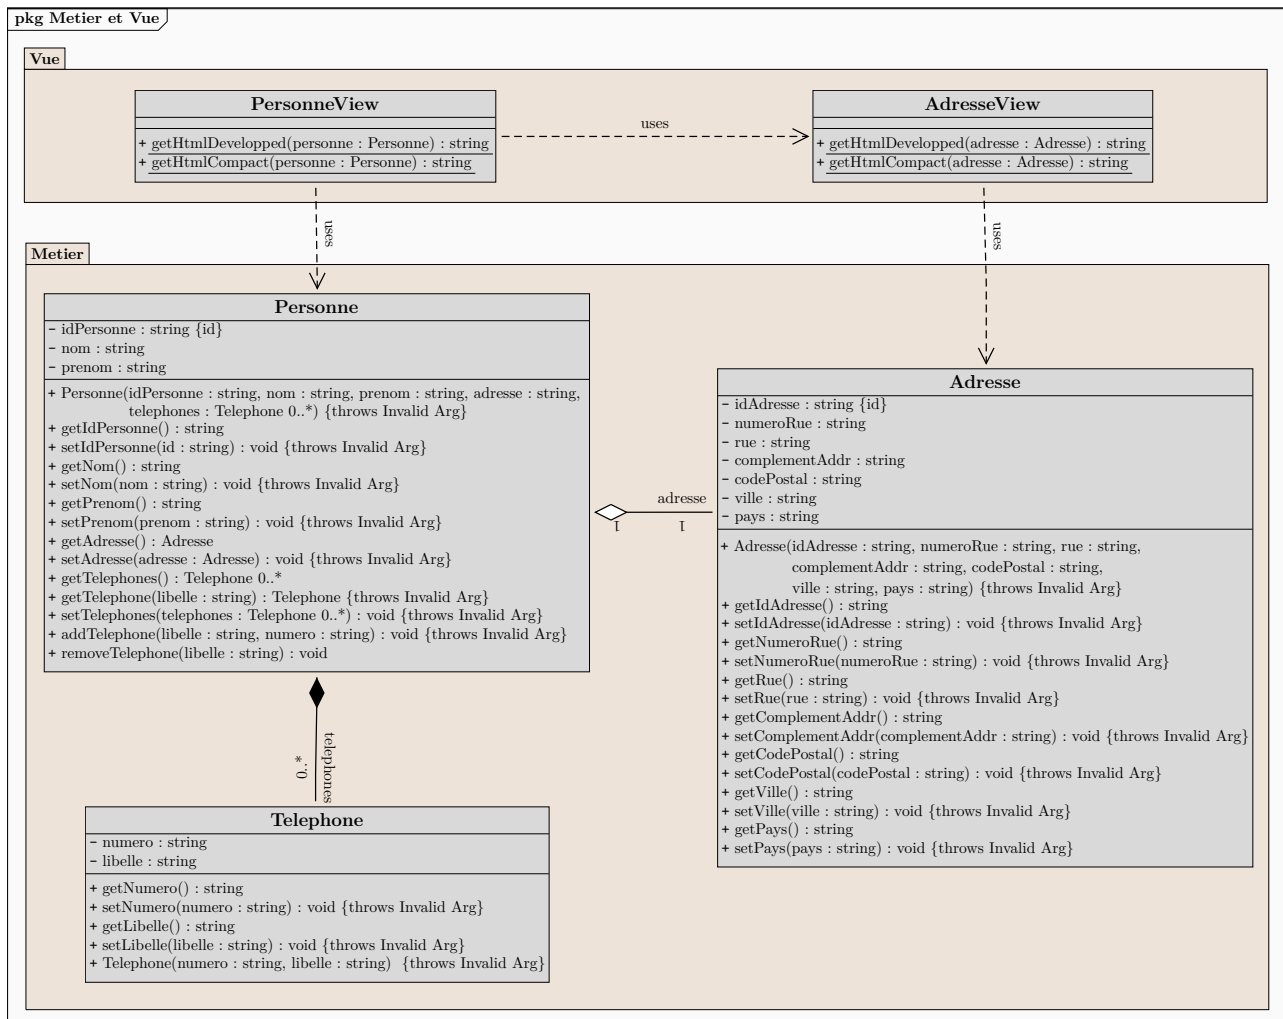 pkg Metier et Vue
Vue
PersonneView
+ getHtmlDevelopped(personne : Personne) : string
+ getHtmlCompact(personne : Personne) : string
uses
AdresseView
+ getHtmlDevelopped(adresse : Adresse) : string
+ getHtmlCompact(adresse : Adresse) : string
uses
uses
Metier
Personne
− idPersonne : string {id}
− nom : string
− prenom : string
+ Personne(idPersonne : string, nom : string, prenom : string, adresse : string,
telephones : Telephone 0..*) {throws Invalid Arg}
+ getIdPersonne() : string
+ setIdPersonne(id : string) : void {throws Invalid Arg}
+ getNom() : string
+ setNom(nom : string) : void {throws Invalid Arg}
+ getPrenom() : string
+ setPrenom(prenom : string) : void {throws Invalid Arg}
+ getAdresse() : Adresse
+ setAdresse(adresse : Adresse) : void {throws Invalid Arg}
+ getTelephones() : Telephone 0..*
+ getTelephone(libelle : string) : Telephone {throws Invalid Arg}
+ setTelephones(telephones : Telephone 0..*) : void {throws Invalid Arg}
+ addTelephone(libelle : string, numero : string) : void {throws Invalid Arg}
+ removeTelephone(libelle : string) : void
adresse
1
1
Adresse
− idAdresse : string {id}
− numeroRue : string
− rue : string
− complementAddr : string
− codePostal : string
− ville : string
− pays : string
+ Adresse(idAdresse : string, numeroRue : string, rue : string,
complementAddr : string, codePostal : string,
ville : string, pays : string) {throws Invalid Arg}
+ getIdAdresse() : string
+ setIdAdresse(idAdresse : string) : void {throws Invalid Arg}
+ getNumeroRue() : string
+ setNumeroRue(numeroRue : string) : void {throws Invalid Arg}
+ getRue() : string
+ setRue(rue : string) : void {throws Invalid Arg}
+ getComplementAddr() : string
+ setComplementAddr(complementAddr : string) : void {throws Invalid Arg}
+ getCodePostal() : string
+ setCodePostal(codePostal : string) : void {throws Invalid Arg}
+ getVille() : string
+ setVille(ville : string) : void {throws Invalid Arg}
+ getPays() : string
+ setPays(pays : string) : void {throws Invalid Arg}
telephones
0..*
Telephone
− numero : string
− libelle : string
+ getNumero() : string
+ setNumero(numero : string) : void {throws Invalid Arg}
+ getLibelle() : string
+ setLibelle(libelle : string) : void {throws Invalid Arg}
+ Telephone(numero : string, libelle : string) {throws Invalid Arg}